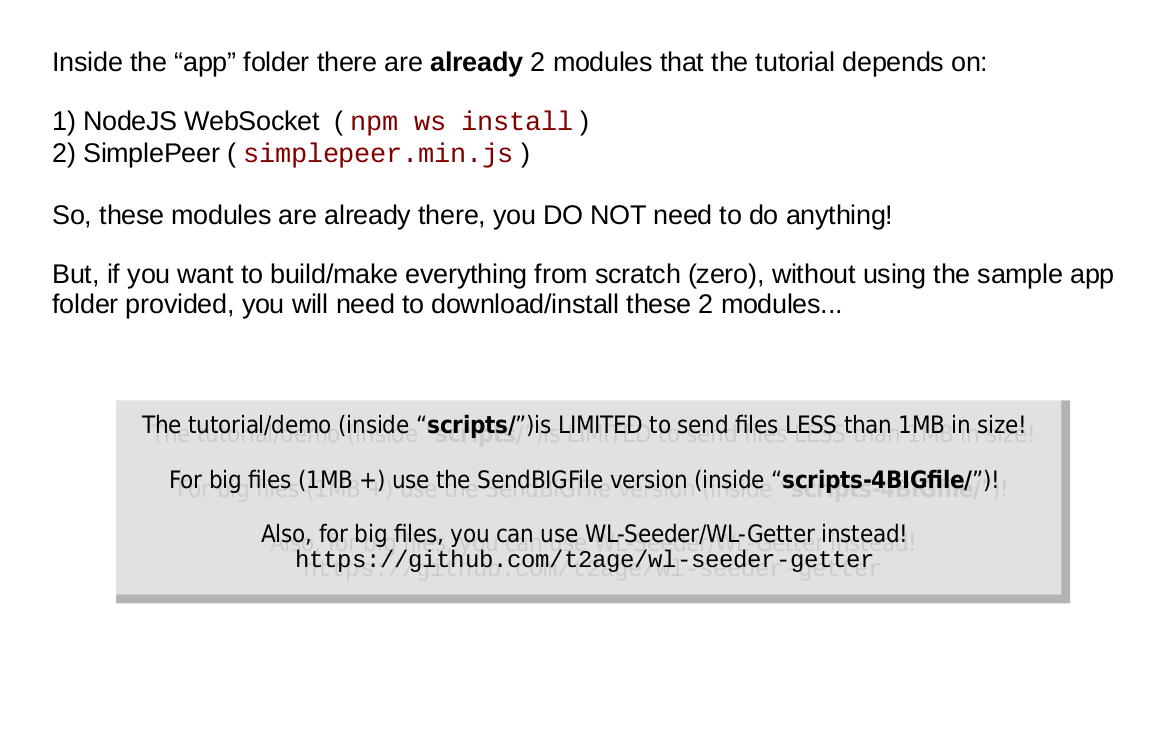 Inside the “app” folder there are already 2 modules that the tutorial depends on:
1) NodeJS WebSocket  ( npm ws install )
2) SimplePeer ( simplepeer.min.js )
So, these modules are already there, you DO NOT need to do anything!
But, if you want to build/make everything from scratch (zero), without using the sample app
folder provided, you will need to download/install these 2 modules...
The tutorial/demo (inside “scripts/”)is LIMITED to send files LESS than 1MB in size!
For big files (1MB +) use the SendBIGFile version (inside “scripts-4BIGfile/”)!
Also, for big files, you can use WL-Seeder/WL-Getter instead!
https://github.com/t2age/wl-seeder-getter